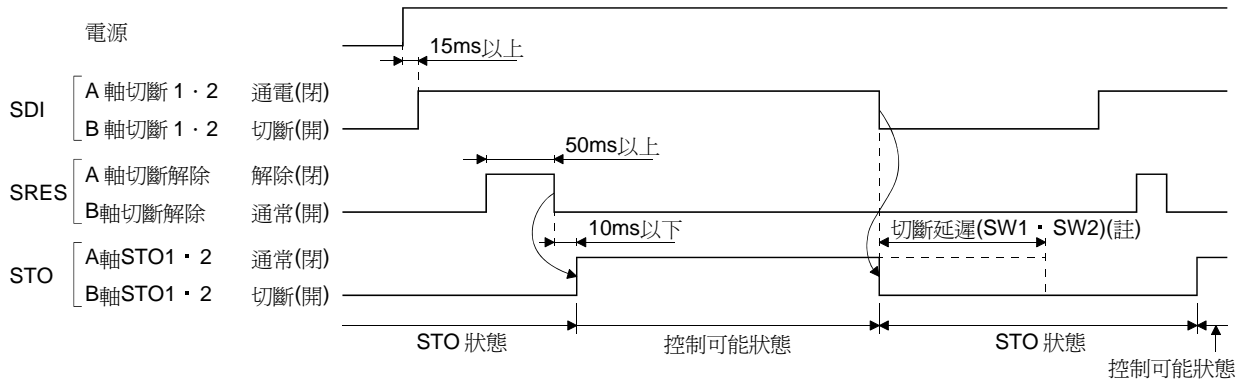 電源
15ms以上
SDI
A 軸切斷 1‧2 通電(閉)
B 軸切斷 1‧2 切斷(開)
50ms以上
SRES
A 軸切斷解除 解除(閉)
B軸切斷解除 通常(開)
10ms以下
切斷延遲(SW1‧SW2)(註)
STO
A軸STO1‧2 通常(閉)
B軸STO1‧2 切斷(開)
STO 狀態
控制可能狀態
STO 狀態
控制可能狀態